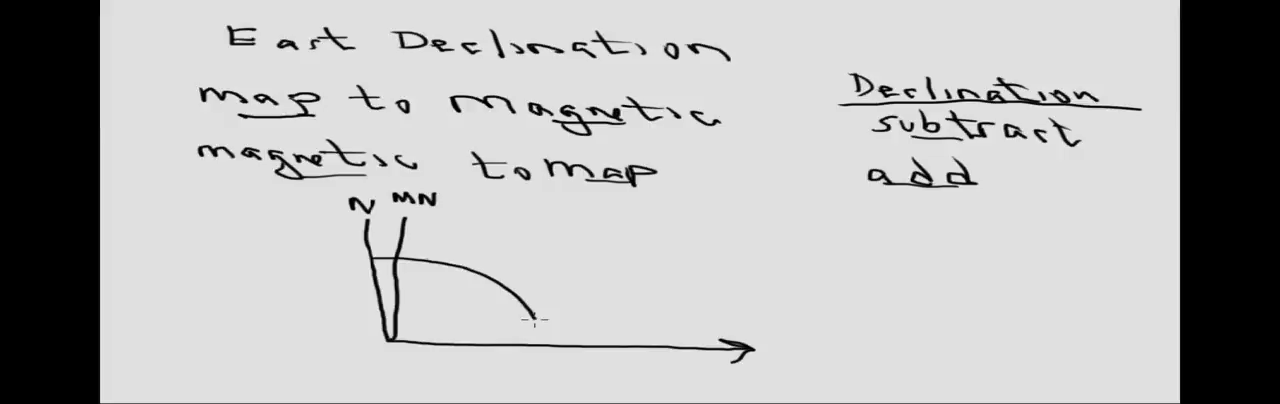 East Declination
map to magnetic
magnetic to map
Declination
subtract
add
N MN